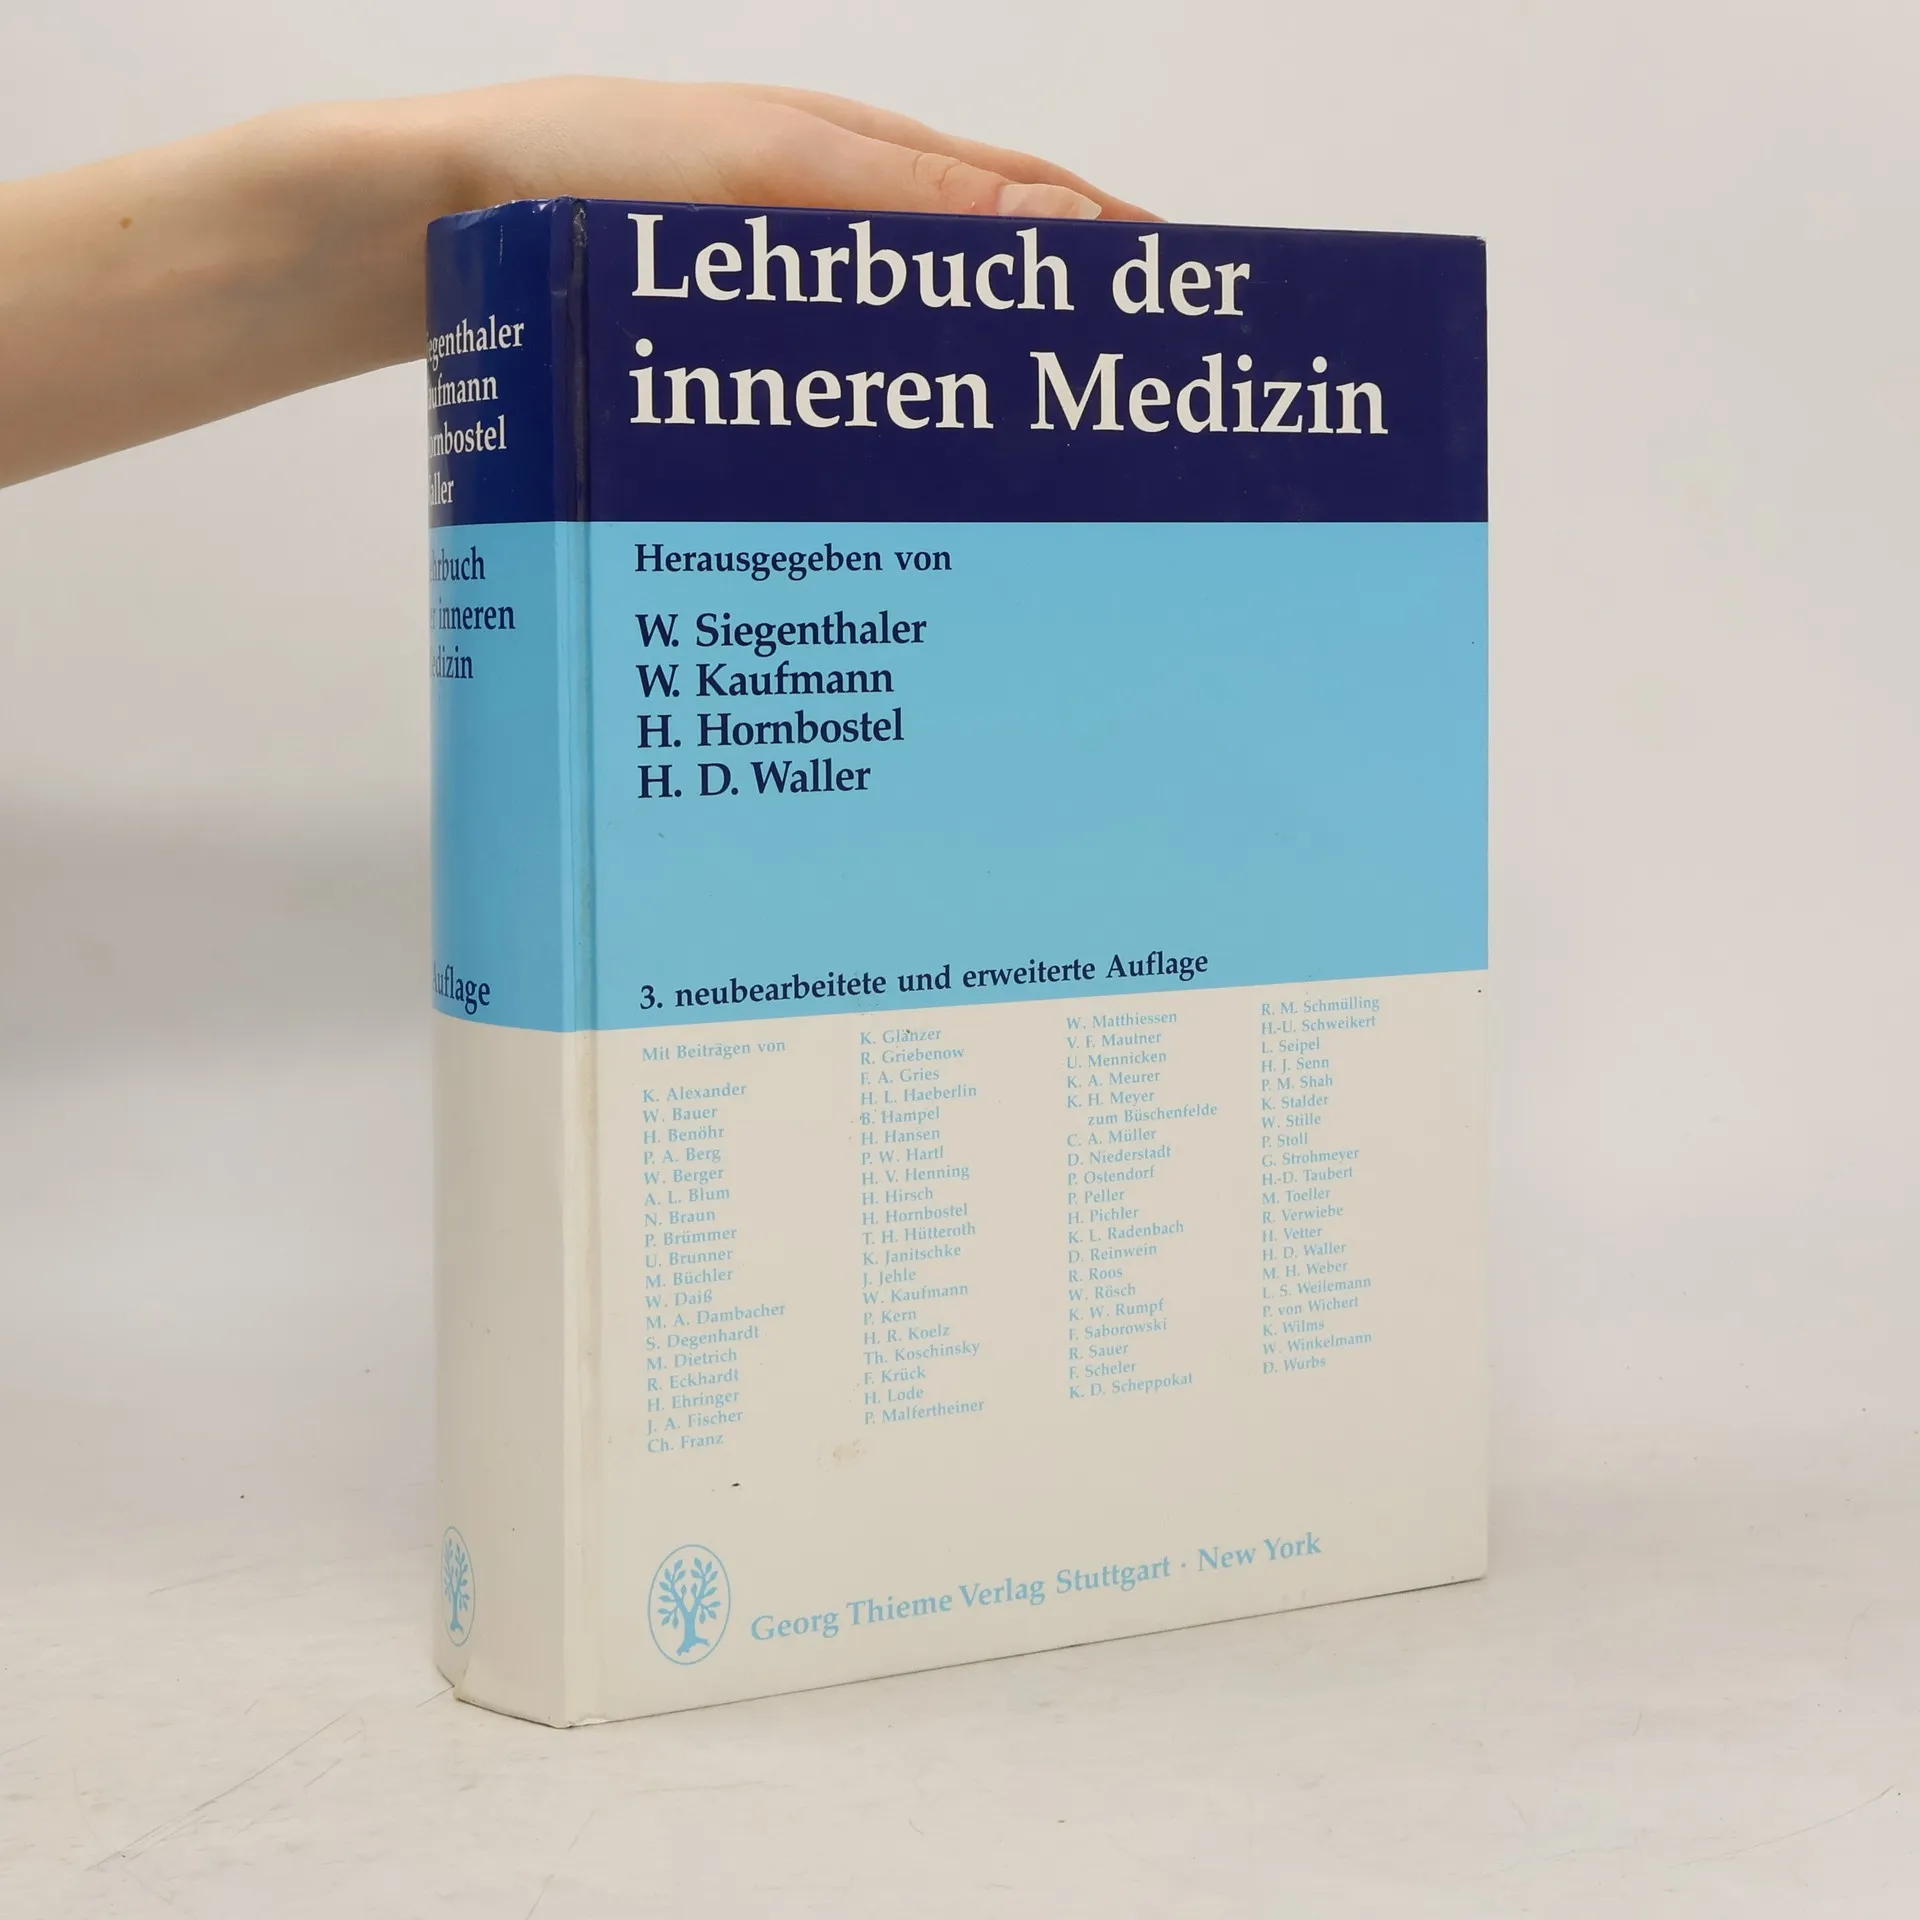 Lehrbuch der
inneren Medizin
Herausgegeben von
W. Siegenthaler
W. Kaufmann
H. Hornbostel
H. D. Waller
3. neubearbeitete und erweiterte Auflage
Mit Beiträgen von
K. Alexander
W. Bauer
H. Benöhr
P. A. Berg
W. Berger
A. L. Blum
N. Braun
P. Brümmer
U. Brunner
M. Büchler
W. Daiß
M. A. Dambacher
S. Degenhardt
M. Dietrich
R. Eckhardt
H. Ehringer
J. A. Fischer
Ch. Franz
K. Glänzer
R. Griebenow
F. A. Gries
H. L. Haeberlin
B. Hampel
H. Hansen
P. W. Hartl
H. V. Henning
H. Hirsch
H. Hornbostel
T. H. Hütteroth
K. Janitschke
J. Jehle
W. Kaufmann
P. Kern
H. R. Koelz
Th. Koschinsky
F. Krück
H. Lode
P. Malfertheiner
W. Matthiessen
V. F. Mautner
U. Mennicken
K. A. Meurer
K. H. Meyer
zum Büschenfelde
C. A. Müller
D. Niederstadt
P. Ostendorf
P. Peller
H. Pichler
K. L. Radenbach
D. Reinwein
R. Roos
W. Rösch
K. W. Rumpf
F. Saborowski
R. Sauer
F. Scheler
K. D. Scheppokat
R. M. Schmülling
H.-U. Schweikert
L. Seipel
H. J. Senn
P. M. Shah
K. Stalder
W. Stille
P. Stoll
G. Strohmeyer
H.-D. Taubert
M. Toeller
R. Verwiebe
H. Vetter
H. D. Waller
M. H. Weber
L. S. Weilemann
P. von Wichert
K. Wilms
W. Winkelmann
D. Wurbs
Georg Thieme Verlag Stuttgart · New York
inneren